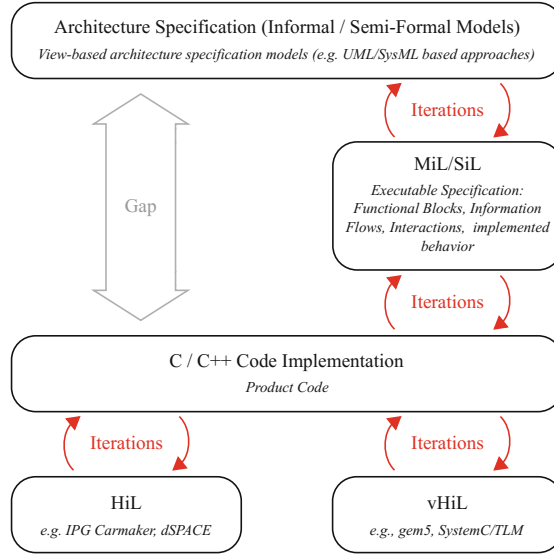 Architecture Specification (Informal / Semi-Formal Models)
View-based architecture specification models (e.g. UML/SysML based approaches)
Iterations
Gap
MiL/SiL
Executable Specification:
Functional Blocks, Information
Flows, Interactions, implemented
behavior
Iterations
C / C++ Code Implementation
Product Code
Iterations
Iterations
HiL
e.g. IPG Carmaker, dSPACE
vHiL
e.g., gem5, SystemC/TLM